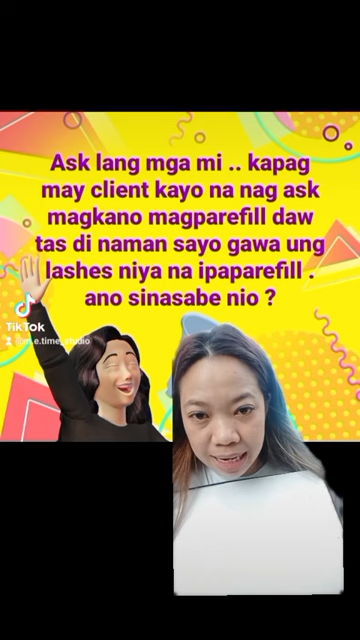 Ask lang mga mi .. kapag
may client kayo na nag ask
magkano magparefill daw
tas di naman sayo gawa ung
lashes niya na ipaparefill .
ano sinasabe nio ?
TikTok